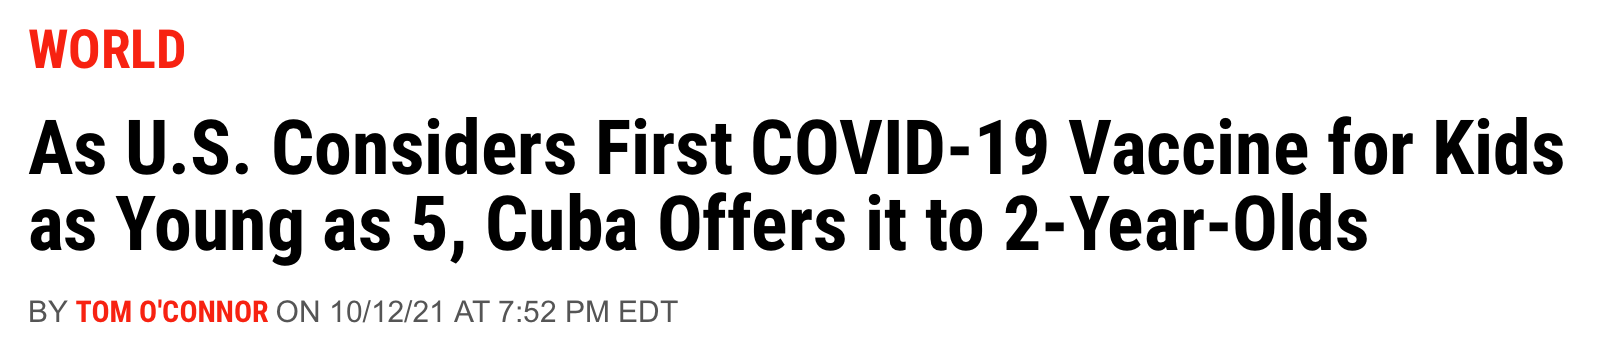 WORLD
As U.S. Considers First COVID-19 Vaccine for Kids
as Young as 5, Cuba Offers it to 2-Year-Olds
BY TOM O'CONNOR ON 10/12/21 AT 7:52 PM EDT